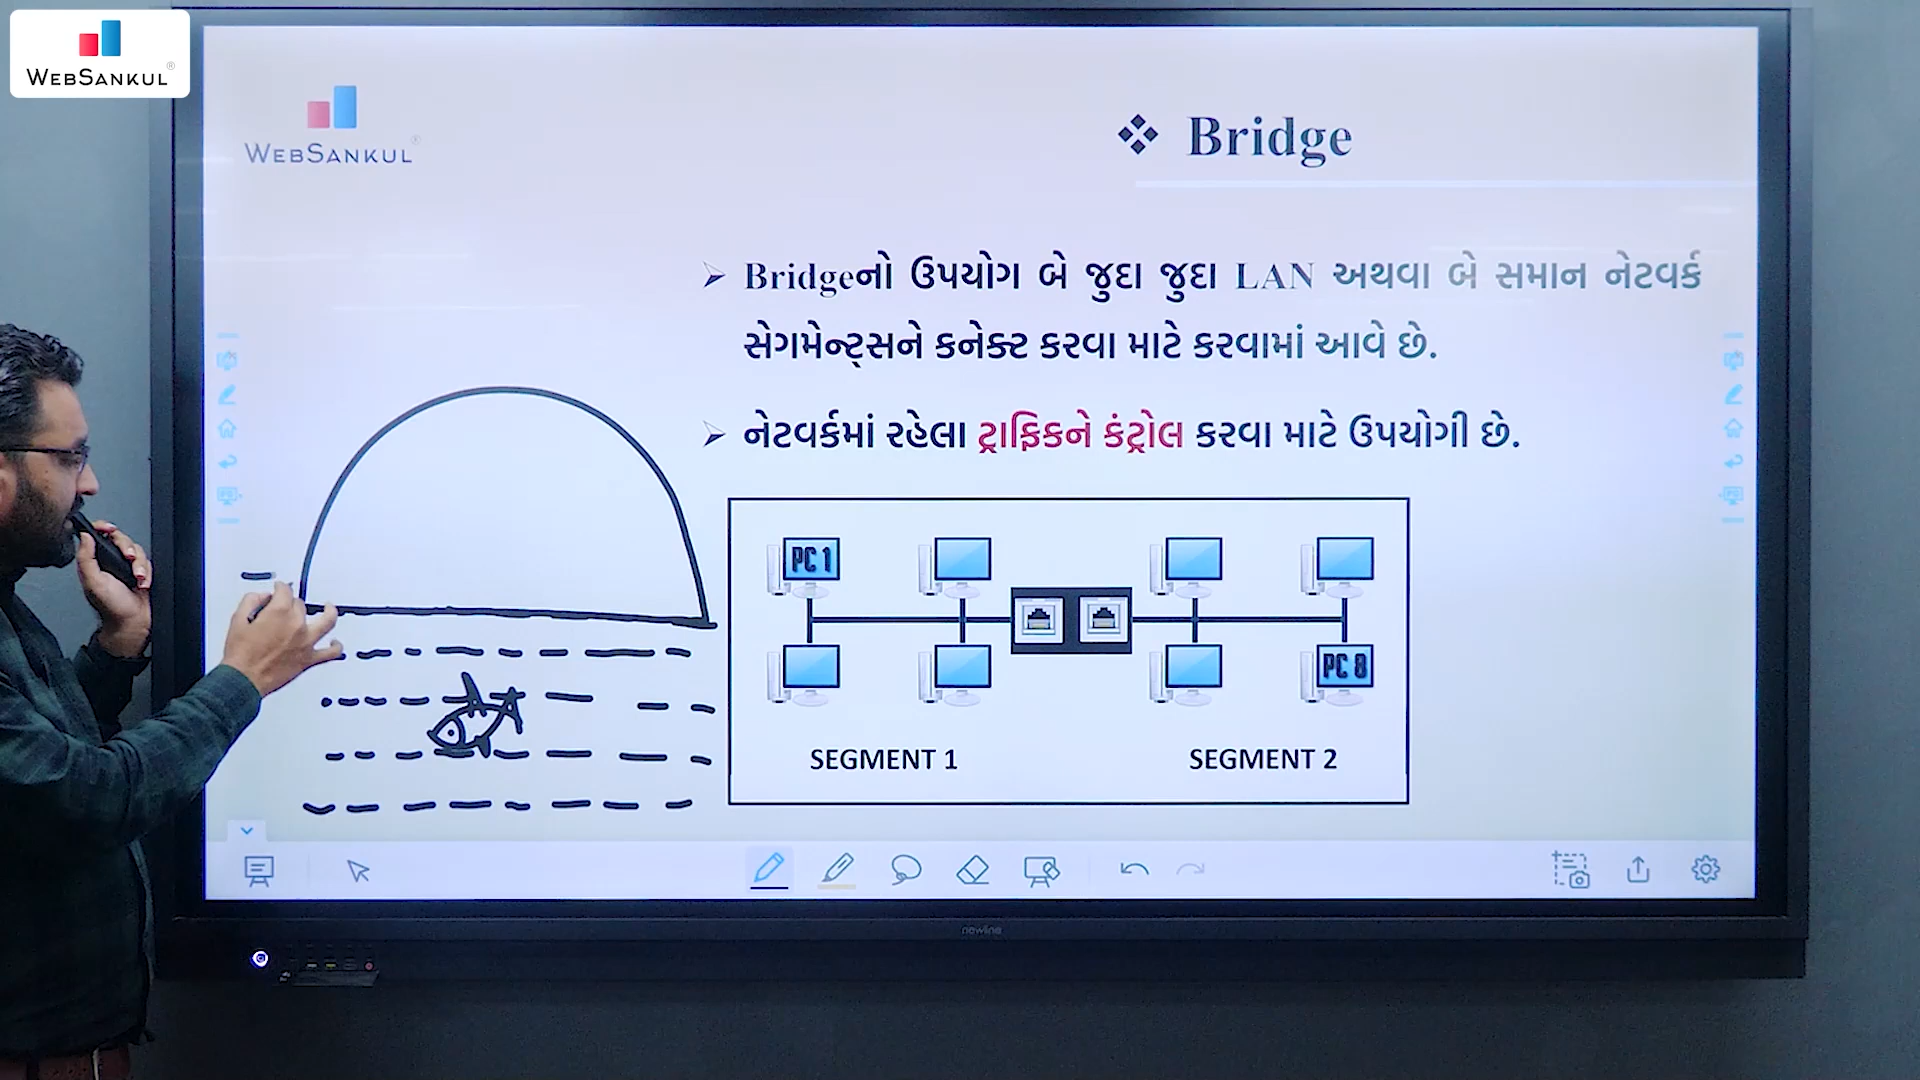 WEBSANKUL
WEBSANKUL
❖ Bridge
➢ Bridgeનો ઉપયોગ બે જુદા જુદા LAN અથવા બે સમાન નેટવર્ક
સેગમેન્ટ્સને કનેક્ટ કરવા માટે કરવામાં આવે છે.
➢ નેટવર્કમાં રહેલા ટ્રાફિકને કંટ્રોલ કરવા માટે ઉપયોગી છે.
PC 1
PC 8
SEGMENT 1
SEGMENT 2
newline